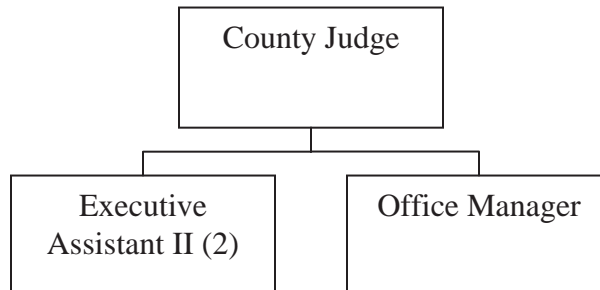 County Judge
Executive
Assistant II (2)
Office Manager